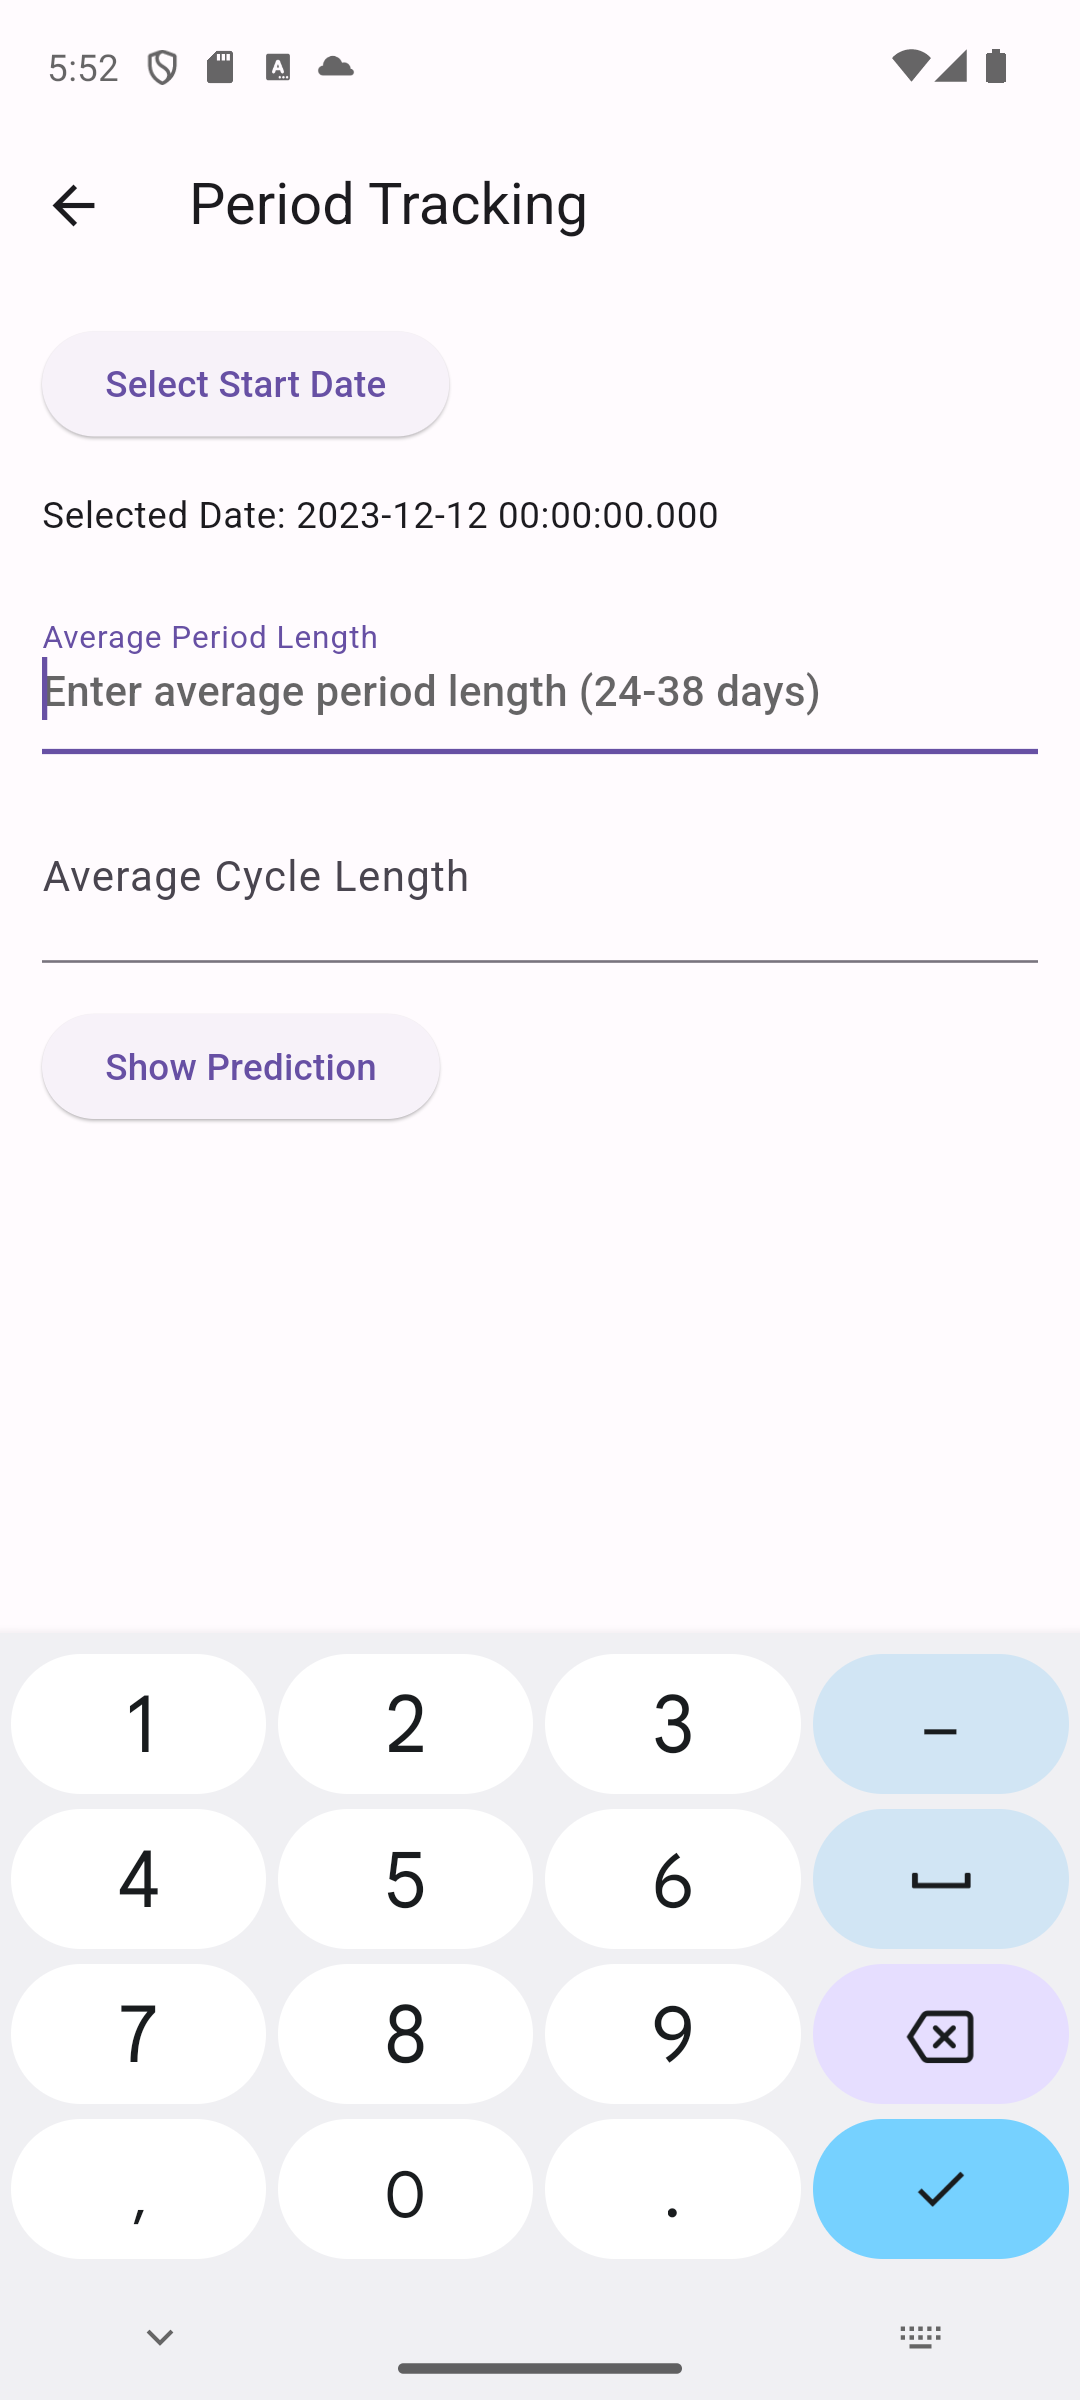 5:52
Period Tracking
Select Start Date
Selected Date: 2023-12-12 00:00:00.000
Average Period Length
Enter average period length (24-38 days)
Average Cycle Length
Show Prediction
1 2 3 –
4 5 6
7 8 9
, 0 .